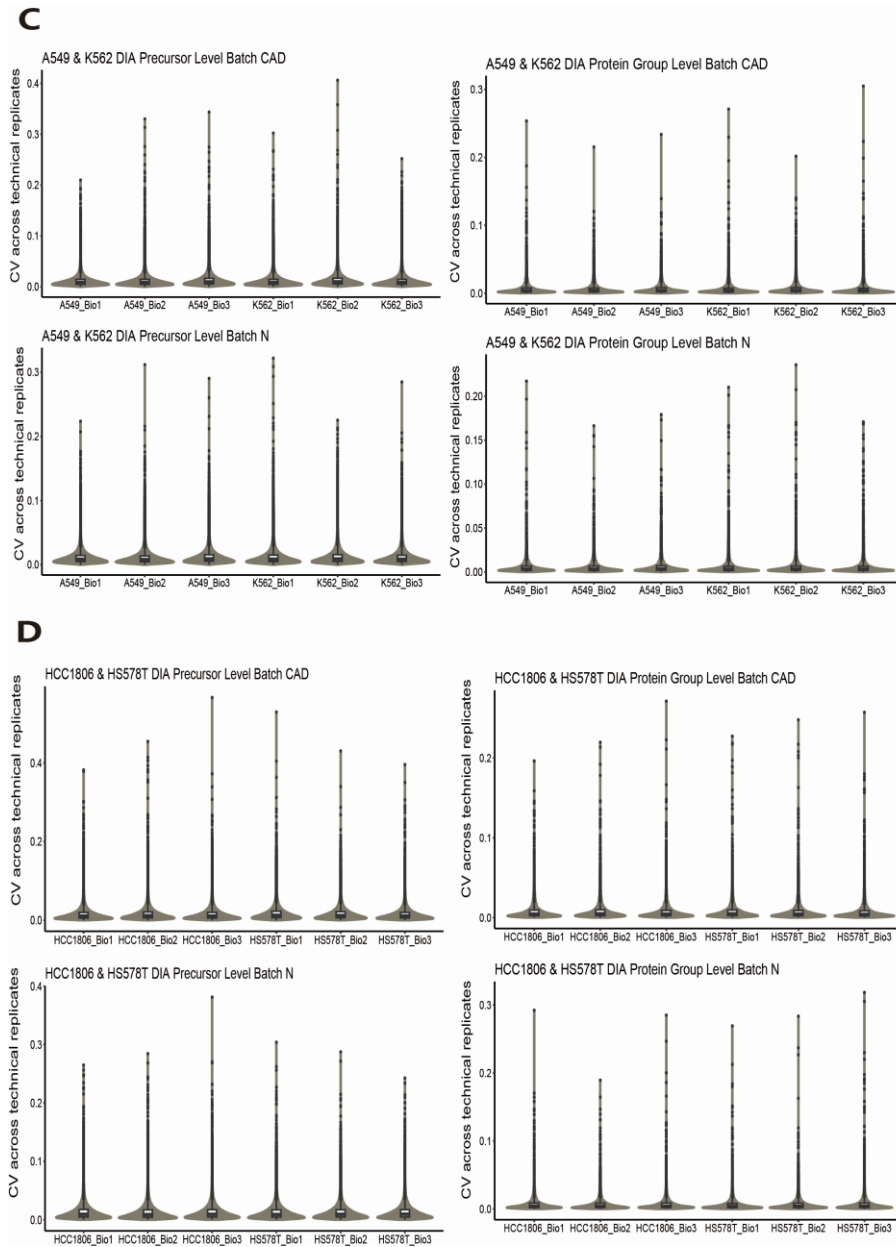 C
A549 & K562 DIA Precursor Level Batch CAD
CV across technical replicates
0.4
0.3
0.2
0.1
0.0
A549_Bio1 A549_Bio2 A549_Bio3 K562_Bio1 K562_Bio2 K562_Bio3
A549 & K562 DIA Protein Group Level Batch CAD
CV across technical replicates
0.3
0.2
0.1
0.0
A549_Bio1 A549_Bio2 A549_Bio3 K562_Bio1 K562_Bio2 K562_Bio3
A549 & K562 DIA Precursor Level Batch N
CV across technical replicates
0.3
0.2
0.1
0.0
A549_Bio1 A549_Bio2 A549_Bio3 K562_Bio1 K562_Bio2 K562_Bio3
A549 & K562 DIA Protein Group Level Batch N
CV across technical replicates
0.20
0.15
0.10
0.05
0.00
A549_Bio1 A549_Bio2 A549_Bio3 K562_Bio1 K562_Bio2 K562_Bio3
D
HCC1806 & HS578T DIA Precursor Level Batch CAD
CV across technical replicates
0.4
0.2
0.0
HCC1806_Bio1 HCC1806_Bio2 HCC1806_Bio3 HS578T_Bio1 HS578T_Bio2 HS578T_Bio3
HCC1806 & HS578T DIA Protein Group Level Batch CAD
CV across technical replicates
0.2
0.1
0.0
HCC1806_Bio1 HCC1806_Bio2 HCC1806_Bio3 HS578T_Bio1 HS578T_Bio2 HS578T_Bio3
HCC1806 & HS578T DIA Precursor Level Batch N
CV across technical replicates
0.4
0.3
0.2
0.1
0.0
HCC1806_Bio1 HCC1806_Bio2 HCC1806_Bio3 HS578T_Bio1 HS578T_Bio2 HS578T_Bio3
HCC1806 & HS578T DIA Protein Group Level Batch N
CV across technical replicates
0.3
0.2
0.1
0.0
HCC1806_Bio1 HCC1806_Bio2 HCC1806_Bio3 HS578T_Bio1 HS578T_Bio2 HS578T_Bio3